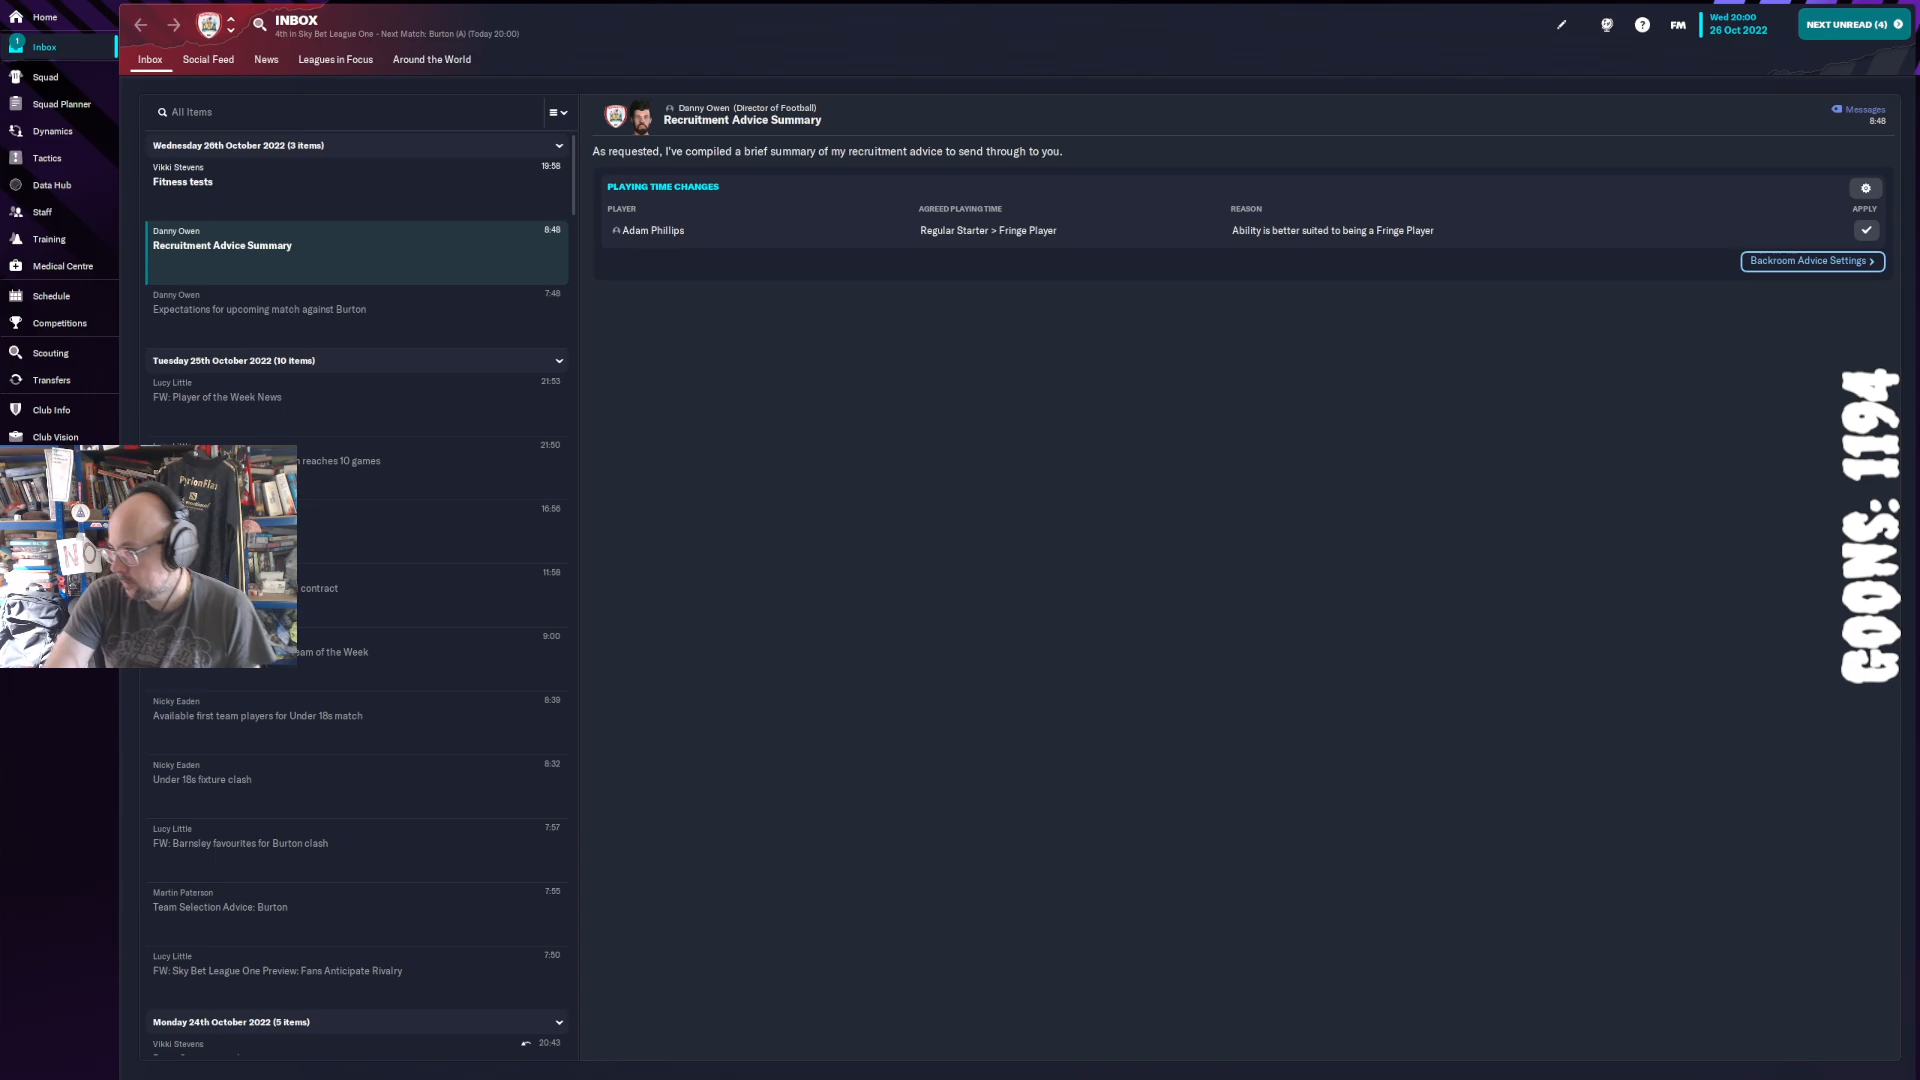 Home
1
Inbox
Squad
Squad Planner
Dynamics
Tactics
Data Hub
Staff
Training
Medical Centre
Schedule
Competitions
Scouting
Transfers
Club Info
Club Vision
INBOX
4th in Sky Bet League One - Next Match: Burton (A) (Today 20:00)
FM
Wed 20:00
26 Oct 2022
NEXT UNREAD (4)
Inbox
Social Feed
News
Leagues in Focus
Around the World
All Items
Wednesday 26th October 2022 (3 items)
Vikki Stevens
19:58
Fitness tests
Danny Owen
8:48
Recruitment Advice Summary
Danny Owen
7:48
Expectations for upcoming match against Burton
Tuesday 25th October 2022 (10 items)
Lucy Little
21:53
FW: Player of the Week News
21:50
reaches 10 games
16:56
11:58
contract
9:00
eam of the Week
Nicky Eaden
8:39
Available first team players for Under 18s match
Nicky Eaden
8:32
Under 18s fixture clash
Lucy Little
7:57
FW: Barnsley favourites for Burton clash
Martin Paterson
7:55
Team Selection Advice: Burton
Lucy Little
7:50
FW: Sky Bet League One Preview: Fans Anticipate Rivalry
Monday 24th October 2022 (5 items)
Vikki Stevens
20:43
Danny Owen (Director of Football)
Recruitment Advice Summary
Messages
8:48
As requested, I've compiled a brief summary of my recruitment advice to send through to you.
PLAYING TIME CHANGES
PLAYER
AGREED PLAYING TIME
REASON
APPLY
Adam Phillips
Regular Starter > Fringe Player
Ability is better suited to being a Fringe Player
Backroom Advice Settings >
GOONS: 1194
PyrionFlax
NO